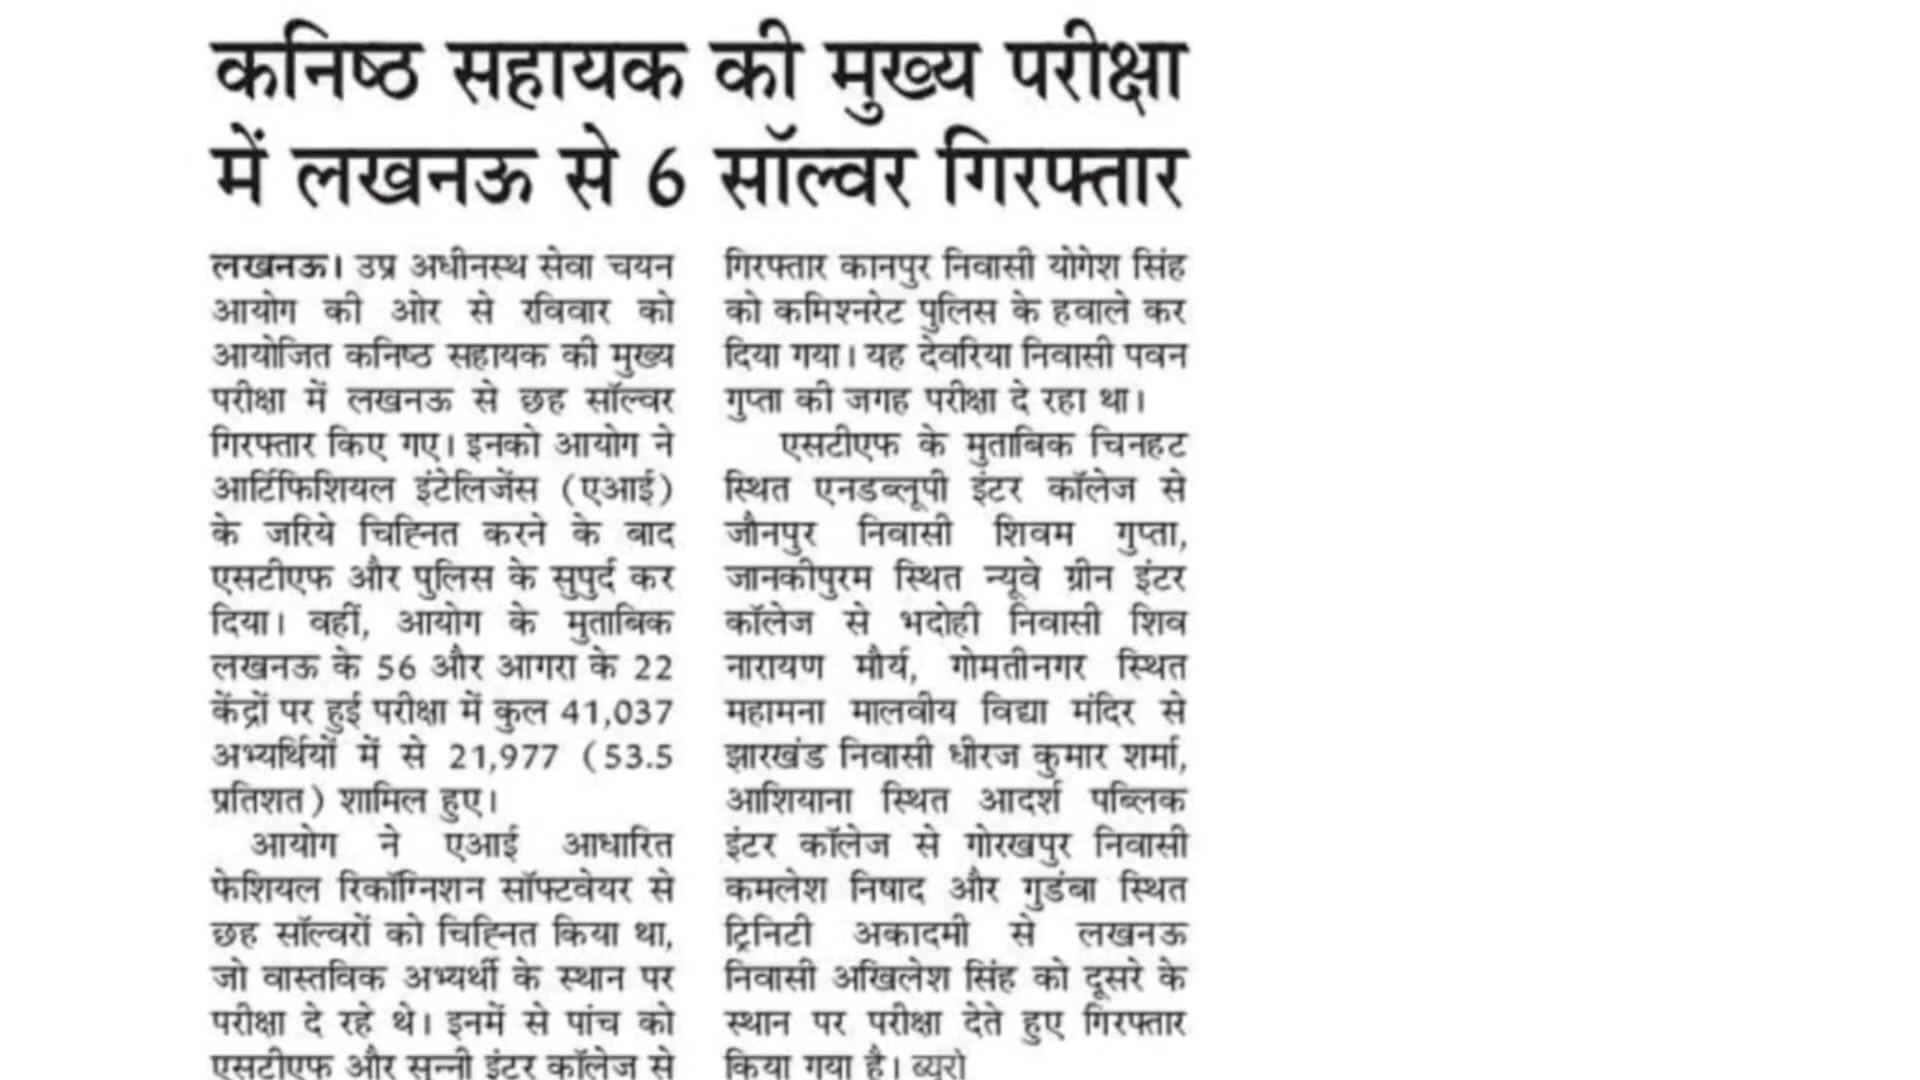 कनिष्ठ सहायक की मुख्य परीक्षा
में लखनऊ से 6 सॉल्वर गिरफ्तार
लखनऊ। उप्र अधीनस्थ सेवा चयन
आयोग की ओर से रविवार को
आयोजित कनिष्ठ सहायक की मुख्य
परीक्षा में लखनऊ से छह सॉल्वर
गिरफ्तार किए गए। इनको आयोग ने
आर्टिफिशियल इंटेलिजेंस (एआई)
के जरिये चिह्नित करने के बाद
एसटीएफ और पुलिस के सुपुर्द कर
दिया। वहीं, आयोग के मुताबिक
लखनऊ के 56 और आगरा के 22
केंद्रों पर हुई परीक्षा में कुल 41,037
अभ्यर्थियों में से 21,977 (53.5
प्रतिशत) शामिल हुए।
आयोग ने एआई आधारित
फेशियल रिकॉग्निशन सॉफ्टवेयर से
छह सॉल्वरों को चिह्नित किया था,
जो वास्तविक अभ्यर्थी के स्थान पर
परीक्षा दे रहे थे। इनमें से पांच को
एसटीएफ और सुन्नी इंटर कॉलेज से
गिरफ्तार कानपुर निवासी योगेश सिंह
को कमिश्नरेट पुलिस के हवाले कर
दिया गया। यह देवरिया निवासी पवन
गुप्ता की जगह परीक्षा दे रहा था।
एसटीएफ के मुताबिक चिनहट
स्थित एनडब्लूपी इंटर कॉलेज से
जौनपुर निवासी शिवम गुप्ता,
जानकीपुरम स्थित न्यूवे ग्रीन इंटर
कॉलेज से भदोही निवासी शिव
नारायण मौर्य, गोमतीनगर स्थित
महामना मालवीय विद्या मंदिर से
झारखंड निवासी धीरज कुमार शर्मा,
आशियाना स्थित आदर्श पब्लिक
इंटर कॉलेज से गोरखपुर निवासी
कमलेश निषाद और गुडंबा स्थित
ट्रिनिटी अकादमी से लखनऊ
निवासी अखिलेश सिंह को दूसरे के
स्थान पर परीक्षा देते हुए गिरफ्तार
किया गया है। ब्यूरो